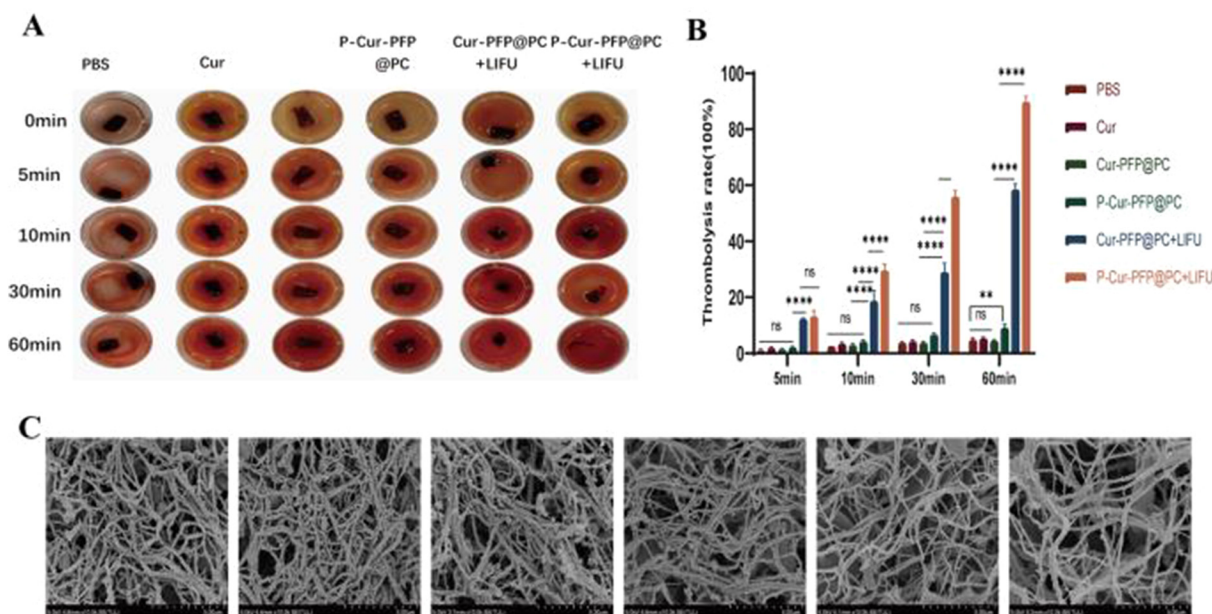 A
PBS
Cur
P-Cur-PFP
@PC
Cur-PFP@PC
+LIFU
P-Cur-PFP@PC
+LIFU
0min
5min
10min
30min
60min
B
Thrombolysis rate(100%)
100
80
60
40
20
0
ns
****
ns
ns
****
****
****
ns
****
****
ns
**
****
****
5min
10min
30min
60min
PBS
Cur
Cur-PFP@PC
P-Cur-PFP@PC
Cur-PFP@PC+LIFU
P-Cur-PFP@PC+LIFU
C